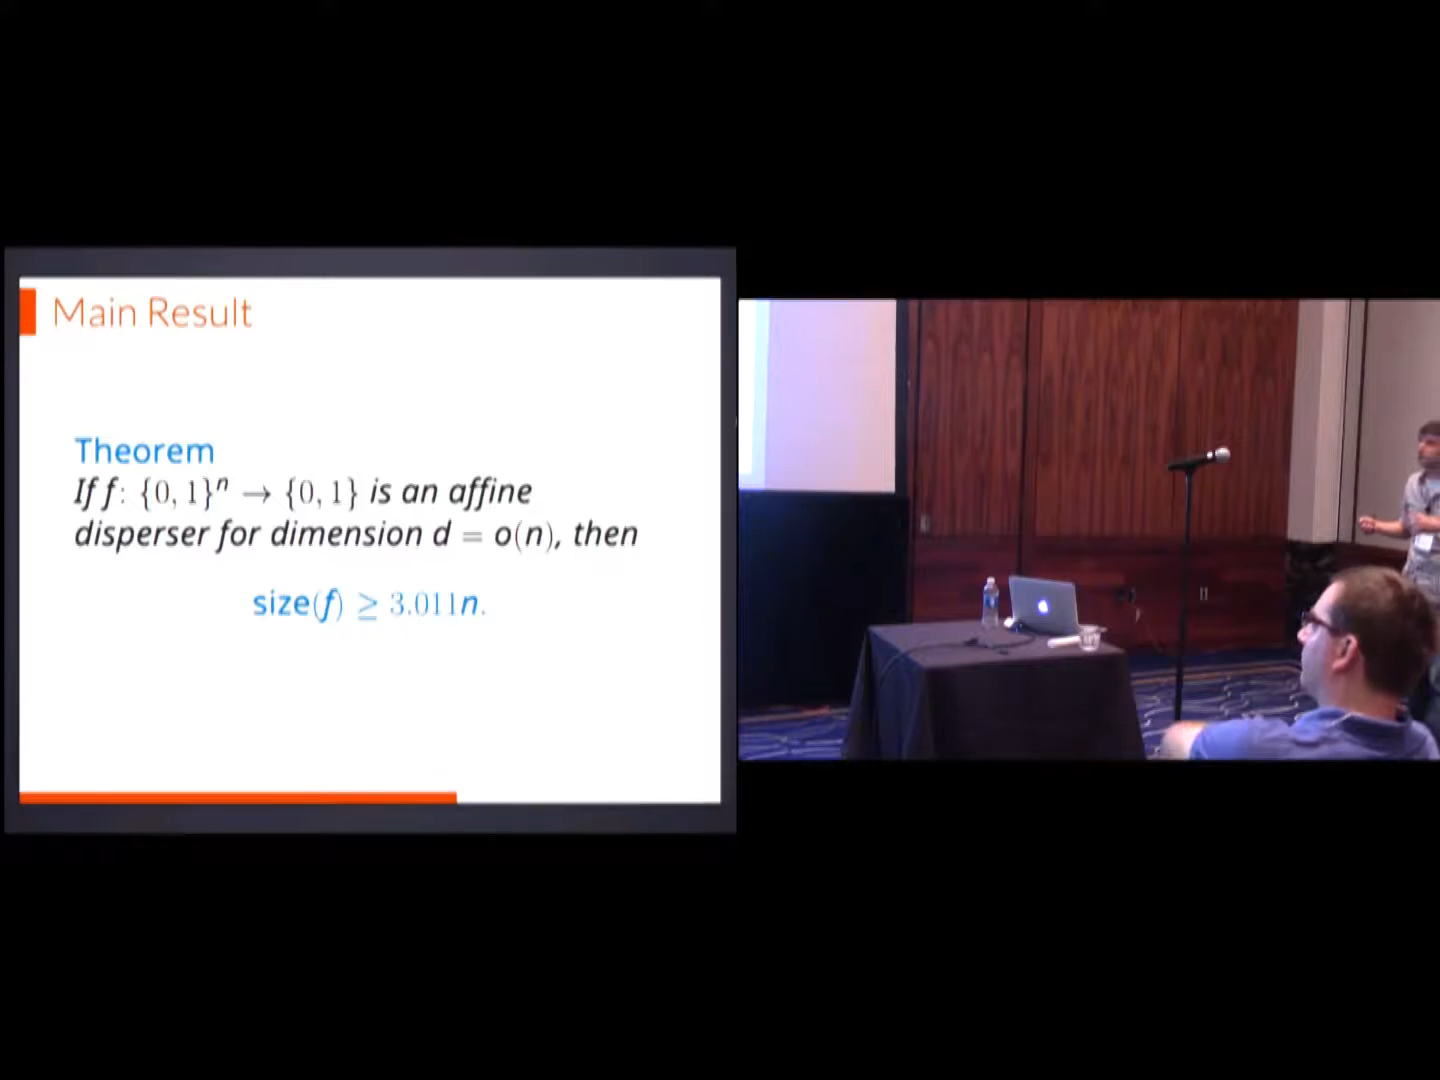 Main Result
Theorem
If f: {0, 1}ⁿ → {0, 1} is an affine
disperser for dimension d = o(n), then
size(f) ≥ 3.011n.